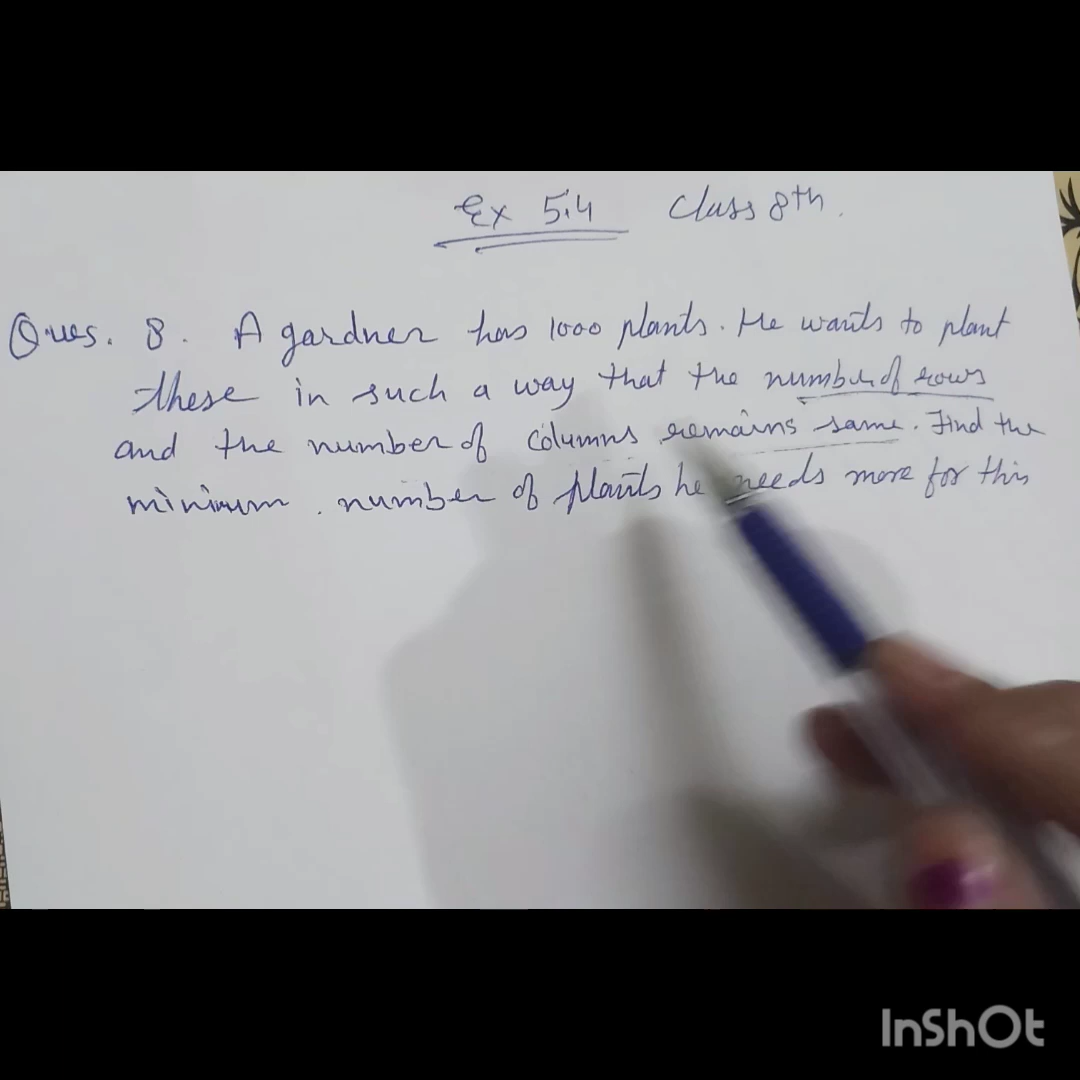 Ex 5.4 Class 8th.
Ques. 8. A gardner has 1000 plants. He wants to plant
these in such a way that the number of rows
and the number of columns remains same. Find the
minimum. number of plants he needs more for this
InShOt